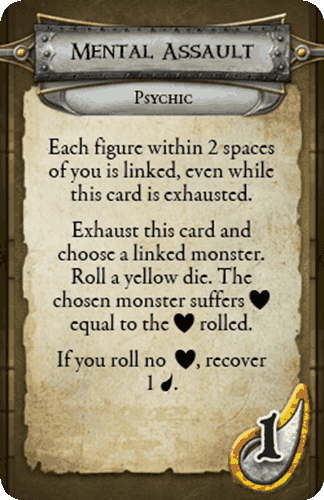 Mental Assault
Psychic
Each figure within 2 spaces
of you is linked, even while
this card is exhausted.
Exhaust this card and
choose a linked monster.
Roll a yellow die. The
chosen monster suffers ♥
equal to the ♥ rolled.
If you roll no ♥, recover
1 .
1